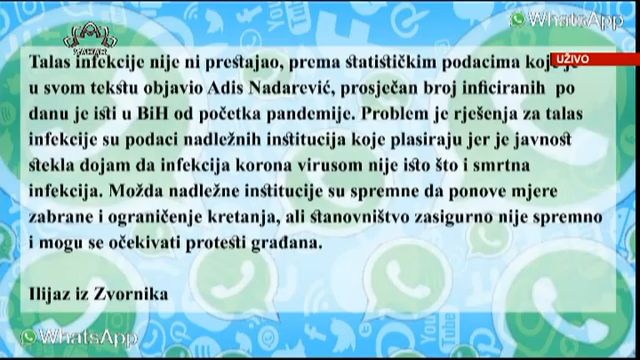 WhatsApp
UŽIVO
SAHAR
Talas infekcije nije ni prestajao, prema statističkim podacima koje je
u svom tekstu objavio Adis Nadarević, prosječan broj inficiranih po
danu je isti u BiH od početka pandemije. Problem je rješenja za talas
infekcije su podaci nadležnih institucija koje plasiraju jer je javnost
stekla dojam da infekcija korona virusom nije isto što i smrtna
infekcija. Možda nadležne institucije su spremne da ponove mjere
zabrane i ograničenje kretanja, ali stanovništvo zasigurno nije spremno
i mogu se očekivati protesti građana.
Ilijaz iz Zvornika
WhatsApp